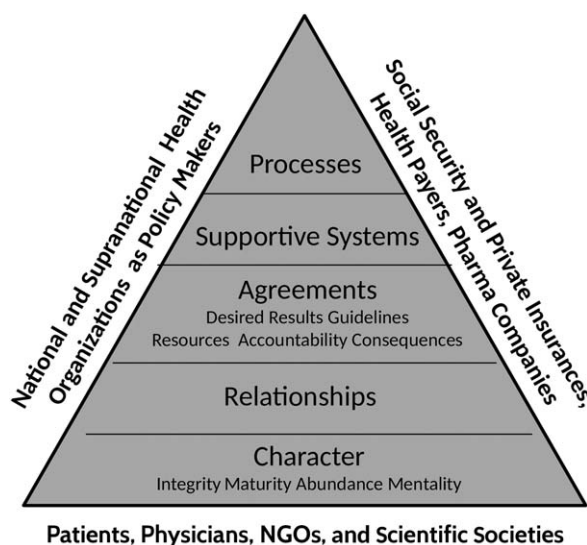 National and Supranational Health
Organizations as Policy Makers
Social Security and Private Insurances,
Health Payers, Pharma Companies
Processes
Supportive Systems
Agreements
Desired Results Guidelines
Resources Accountability Consequences
Relationships
Character
Integrity Maturity Abundance Mentality
Patients, Physicians, NGOs, and Scientific Societies